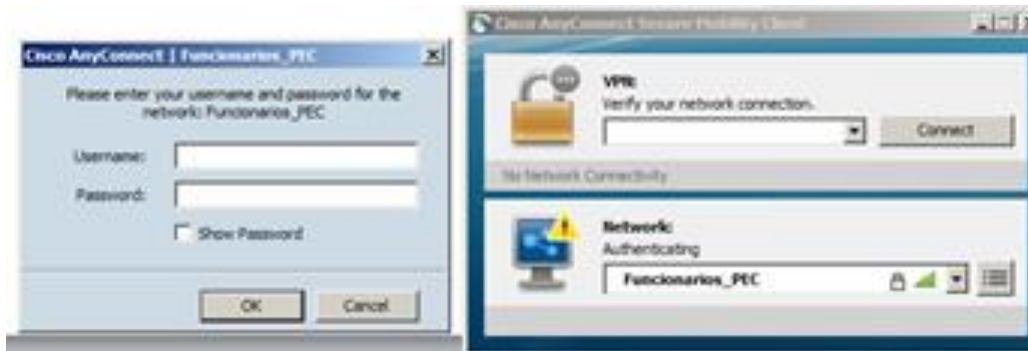 Cisco AnyConnect | Funcionarios_PEC
Please enter your username and password for the
network: Funcionarios_PEC
Username:
Password:
Show Password
OK
Cancel
Cisco AnyConnect Secure Mobility Client
VPN:
Verify your network connection.
Connect
No Network Connectivity
Network:
Authenticating
Funcionarios_PEC